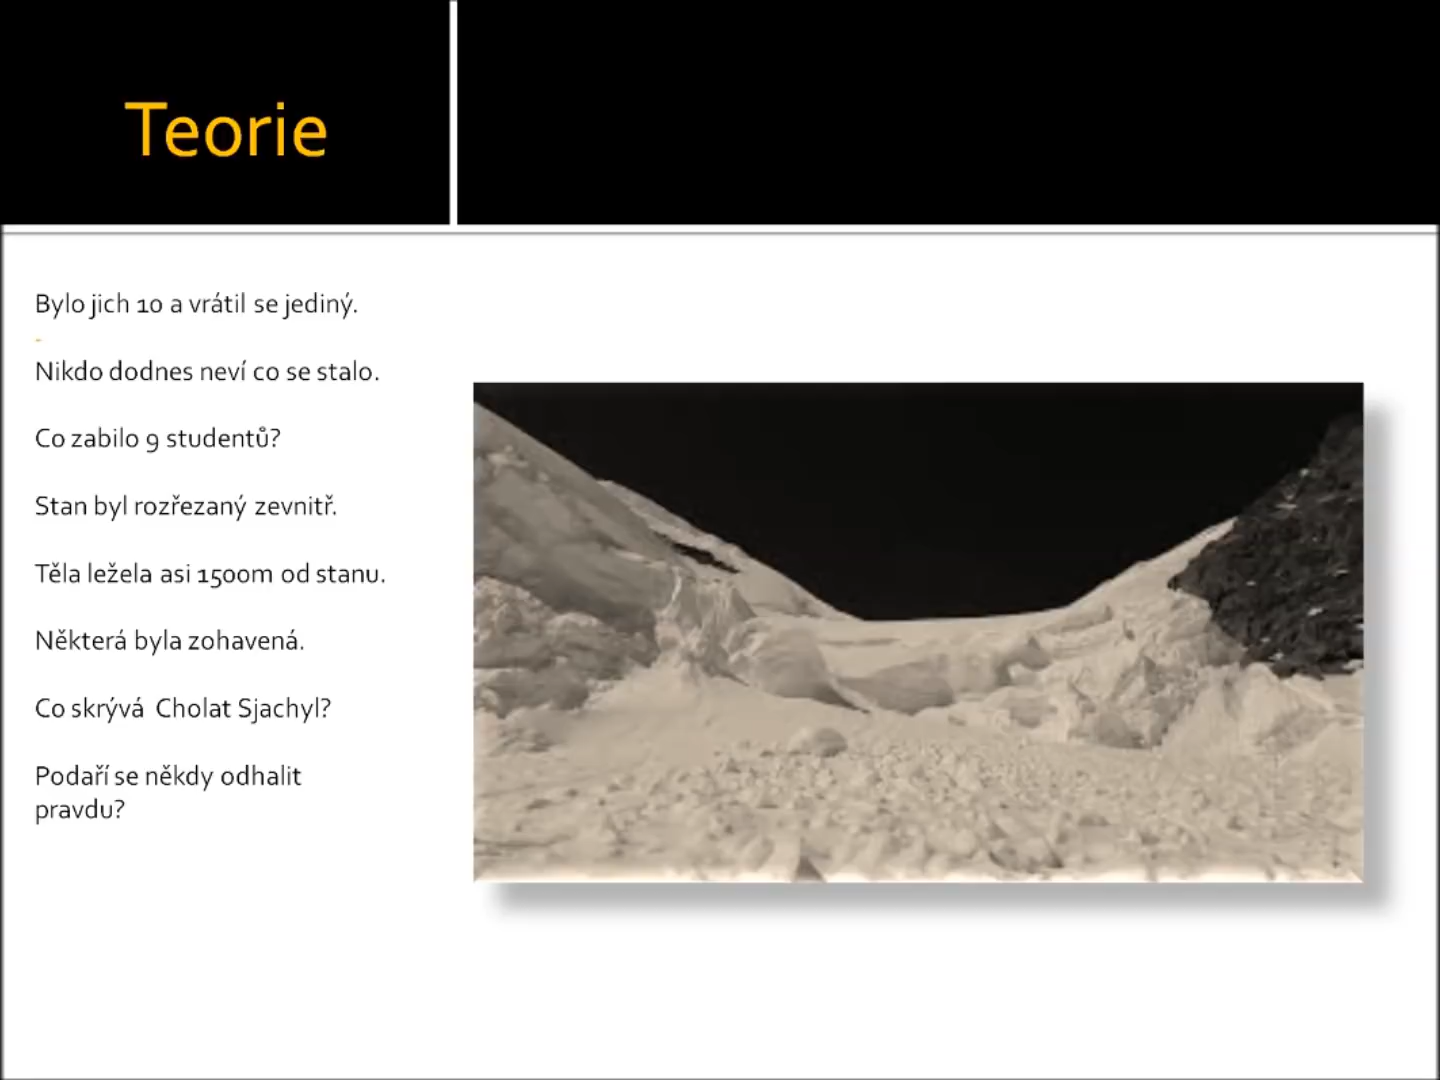 Teorie
Bylo jich 10 a vrátil se jediný.
-
Nikdo dodnes neví co se stalo.
Co zabilo 9 studentů?
Stan byl rozřezaný zevnitř.
Těla ležela asi 1500m od stanu.
Některá byla zohavená.
Co skrývá  Cholat Sjachyl?
Podaří se někdy odhalit
pravdu?